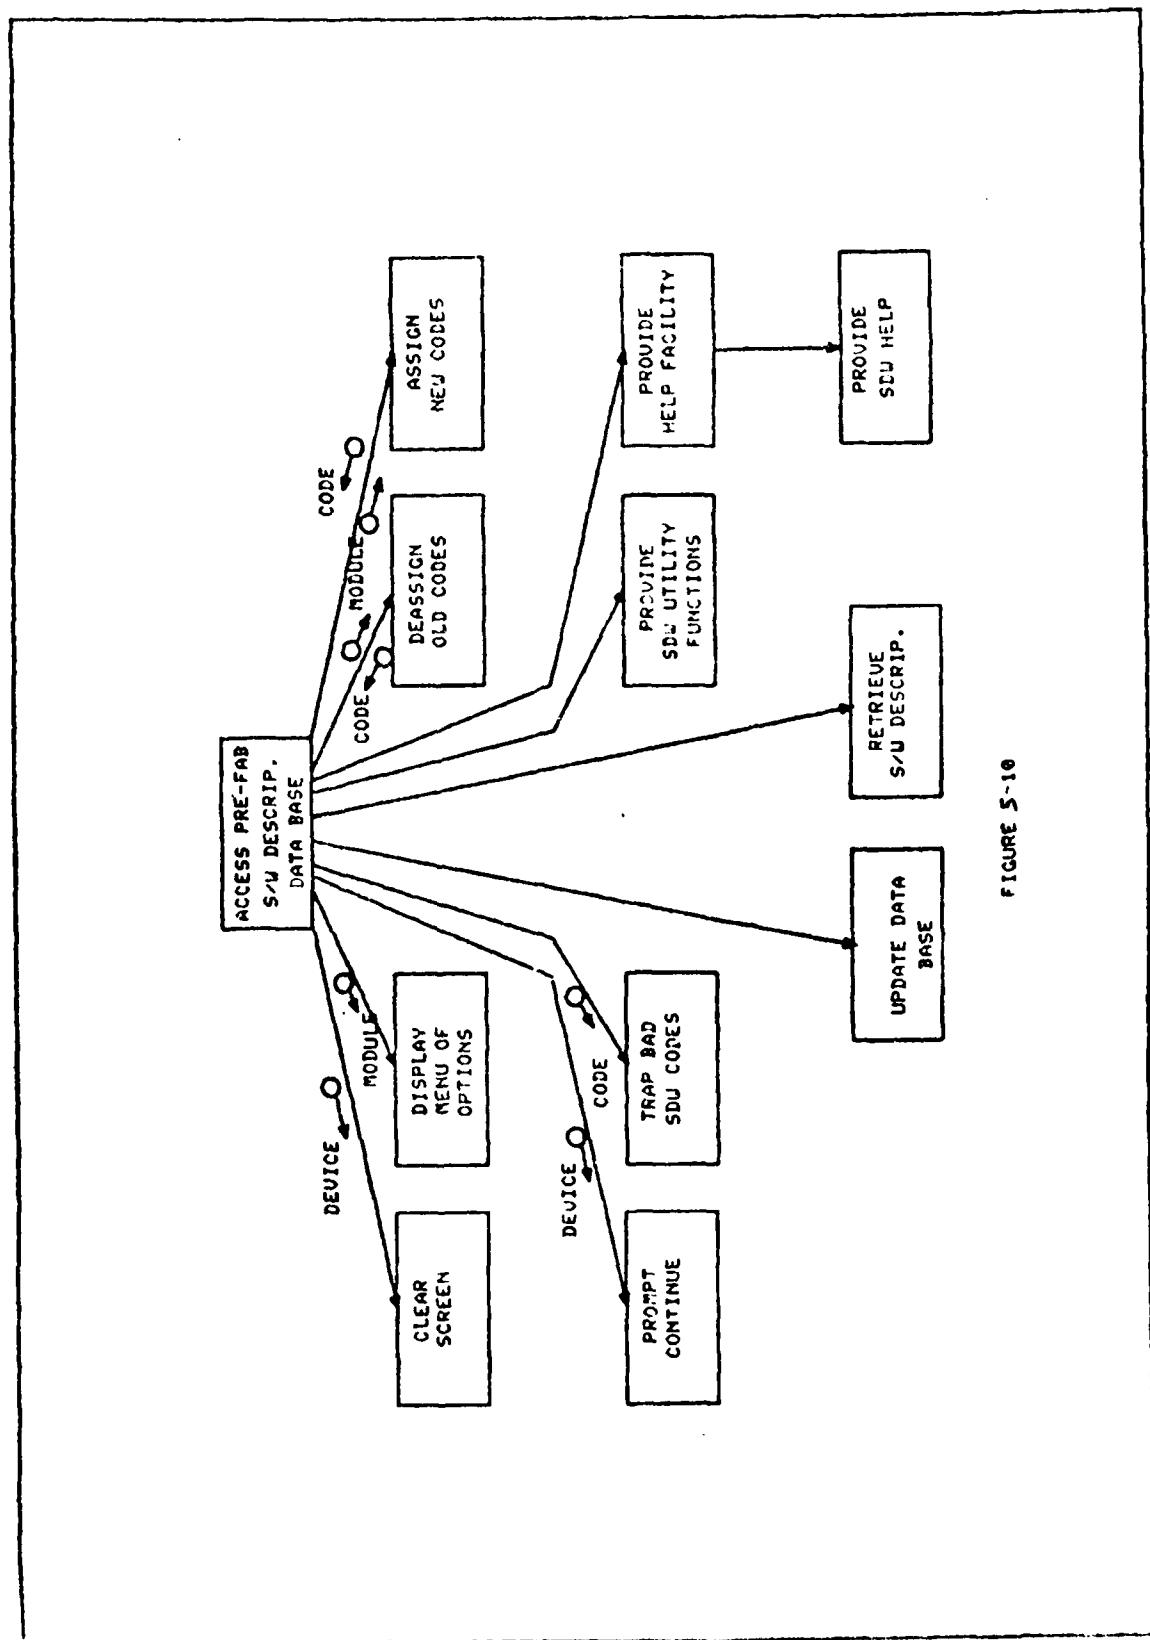 ACCESS PRE-FAB
S/W DESCRIP.
DATA BASE
DEVICE
MODULE
CODE
MODULE
CODE
CLEAR
SCREEN
DISPLAY
MENU OF
OPTIONS
DEASSIGN
OLD CODES
ASSIGN
NEW CODES
DEVICE
CODE
PROMPT
CONTINUE
TRAP BAD
SDW CODES
PROVIDE
SDW UTILITY
FUNCTIONS
PROVIDE
HELP FACILITY
UPDATE DATA
BASE
RETRIEVE
S/W DESCRIP.
PROVIDE
SDW HELP
FIGURE 5-10